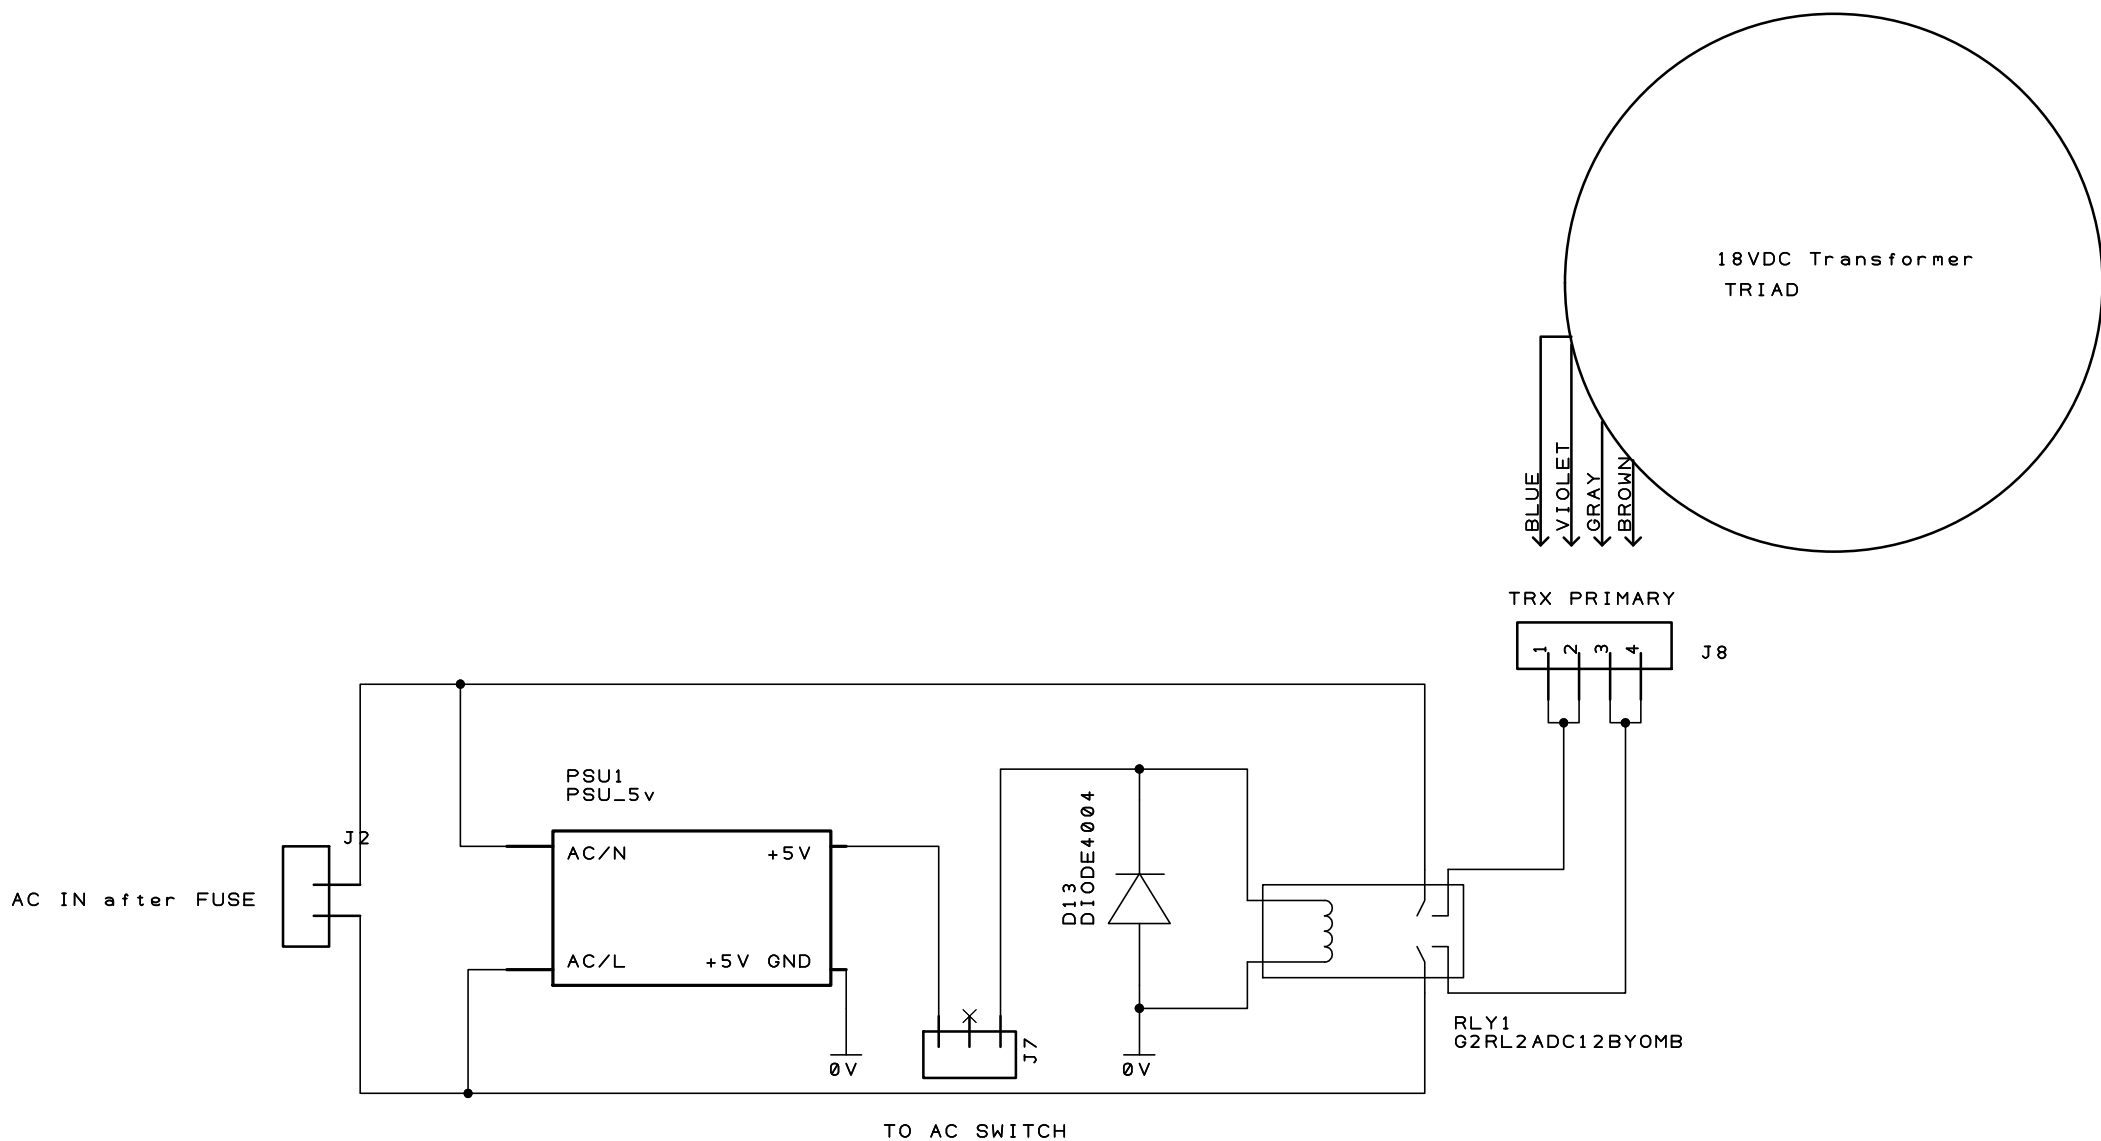 18VDC Transformer
TRIAD
BLUE
VIOLET
GRAY
BROWN
TRX PRIMARY
1 2 3 4
J8
PSU1
PSU_5v
J2
AC/N
+5V
AC IN after FUSE
AC/L
+5V GND
D13
DIODE4004
J7
0V
0V
RLY1
G2RL2ADC12BYOMB
TO AC SWITCH